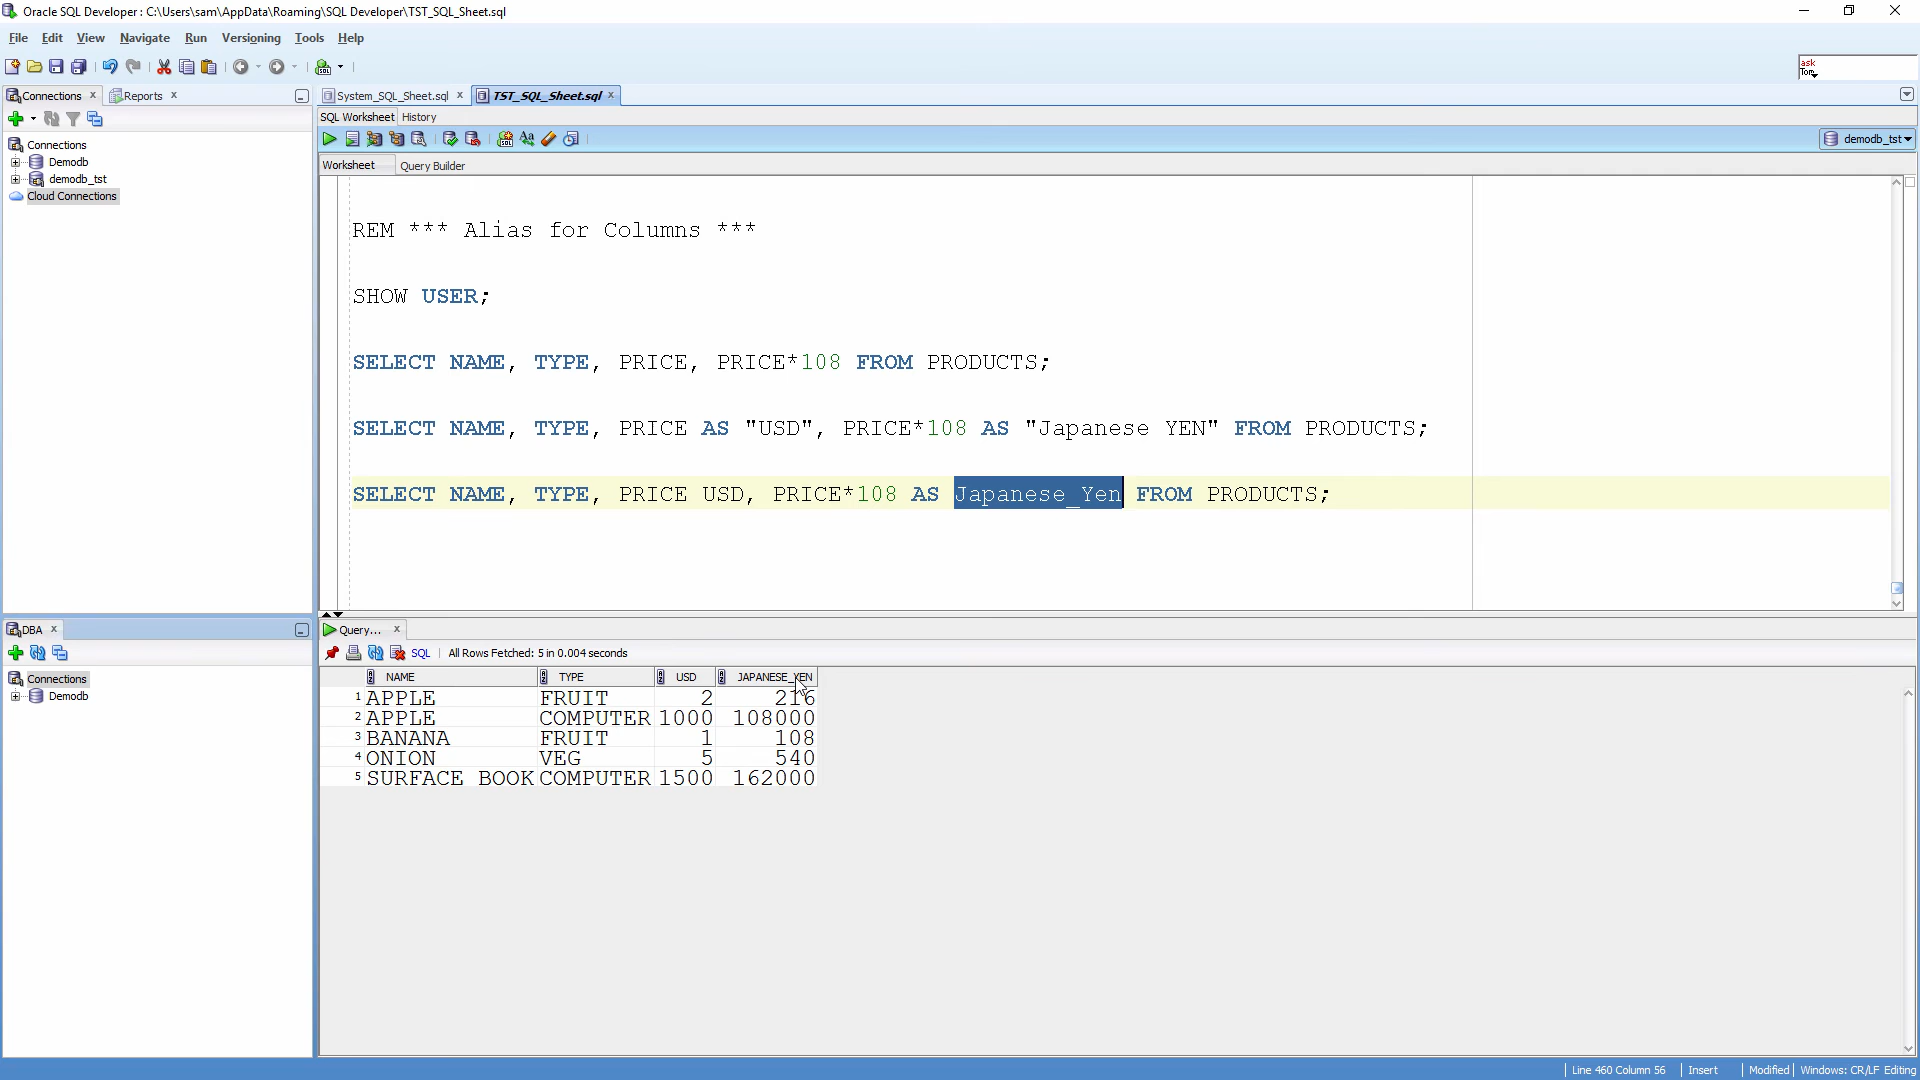 Oracle SQL Developer : C:\Users\sam\AppData\Roaming\SQL Developer\TST_SQL_Sheet.sql
File Edit View Navigate Run Versioning Tools Help
ask
Tom
Connections
Reports
System_SQL_Sheet.sql
TST_SQL_Sheet.sql
SQL Worksheet History
demodb_tst
Worksheet Query Builder
Connections
Demodb
demodb_tst
Cloud Connections
REM *** Alias for Columns ***
SHOW USER;
SELECT NAME, TYPE, PRICE, PRICE*108 FROM PRODUCTS;
SELECT NAME, TYPE, PRICE AS "USD", PRICE*108 AS "Japanese YEN" FROM PRODUCTS;
SELECT NAME, TYPE, PRICE USD, PRICE*108 AS Japanese_Yen FROM PRODUCTS;
DBA
Connections
Demodb
Query...
SQL | All Rows Fetched: 5 in 0.004 seconds
NAME TYPE USD JAPANESE_YEN
1 APPLE FRUIT 2 216
2 APPLE COMPUTER 1000 108000
3 BANANA FRUIT 1 108
4 ONION VEG 5 540
5 SURFACE BOOK COMPUTER 1500 162000
Line 460 Column 56 | Insert | Modified | Windows: CR/LF Editing